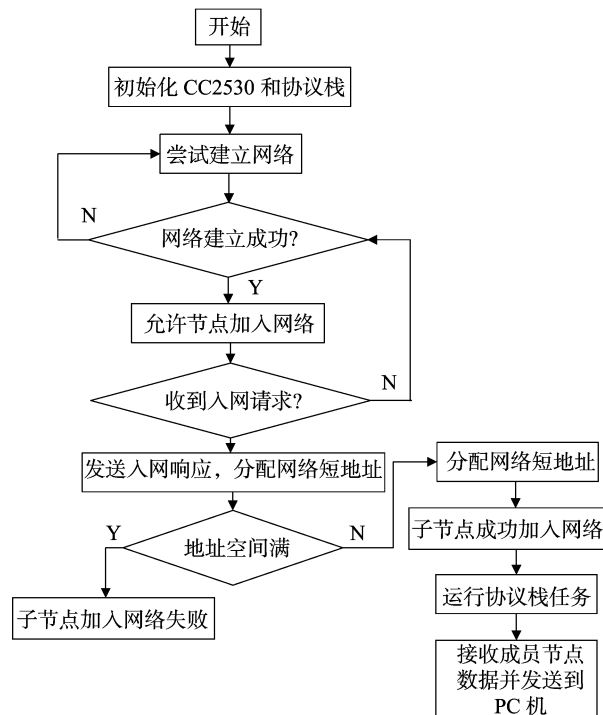 开始
初始化 CC2530 和协议栈
尝试建立网络
N
网络建立成功?
Y
允许节点加入网络
N
收到入网请求?
发送入网响应，分配网络短地址
分配网络短地址
Y
地址空间满
N
子节点成功加入网络
子节点加入网络失败
运行协议栈任务
接收成员节点
数据并发送到
PC 机